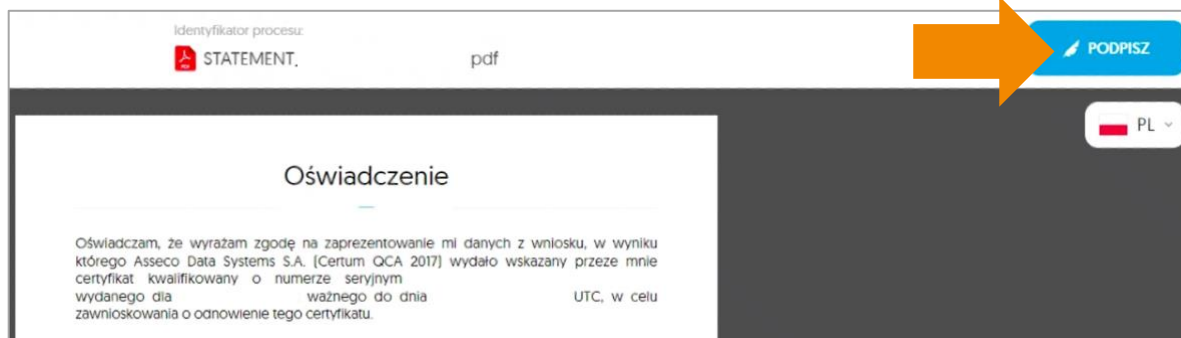 Identyfikator procesu:
STATEMENT. pdf
PODPISZ
PL
Oświadczenie
Oświadczam, że wyrażam zgodę na zaprezentowanie mi danych z wniosku, w wyniku
którego Asseco Data Systems S.A. (Certum QCA 2017) wydało wskazany przeze mnie
certyfikat kwalifikowany o numerze seryjnym
wydanego dla ważnego do dnia UTC, w celu
zawnioskowania o odnowienie tego certyfikatu.